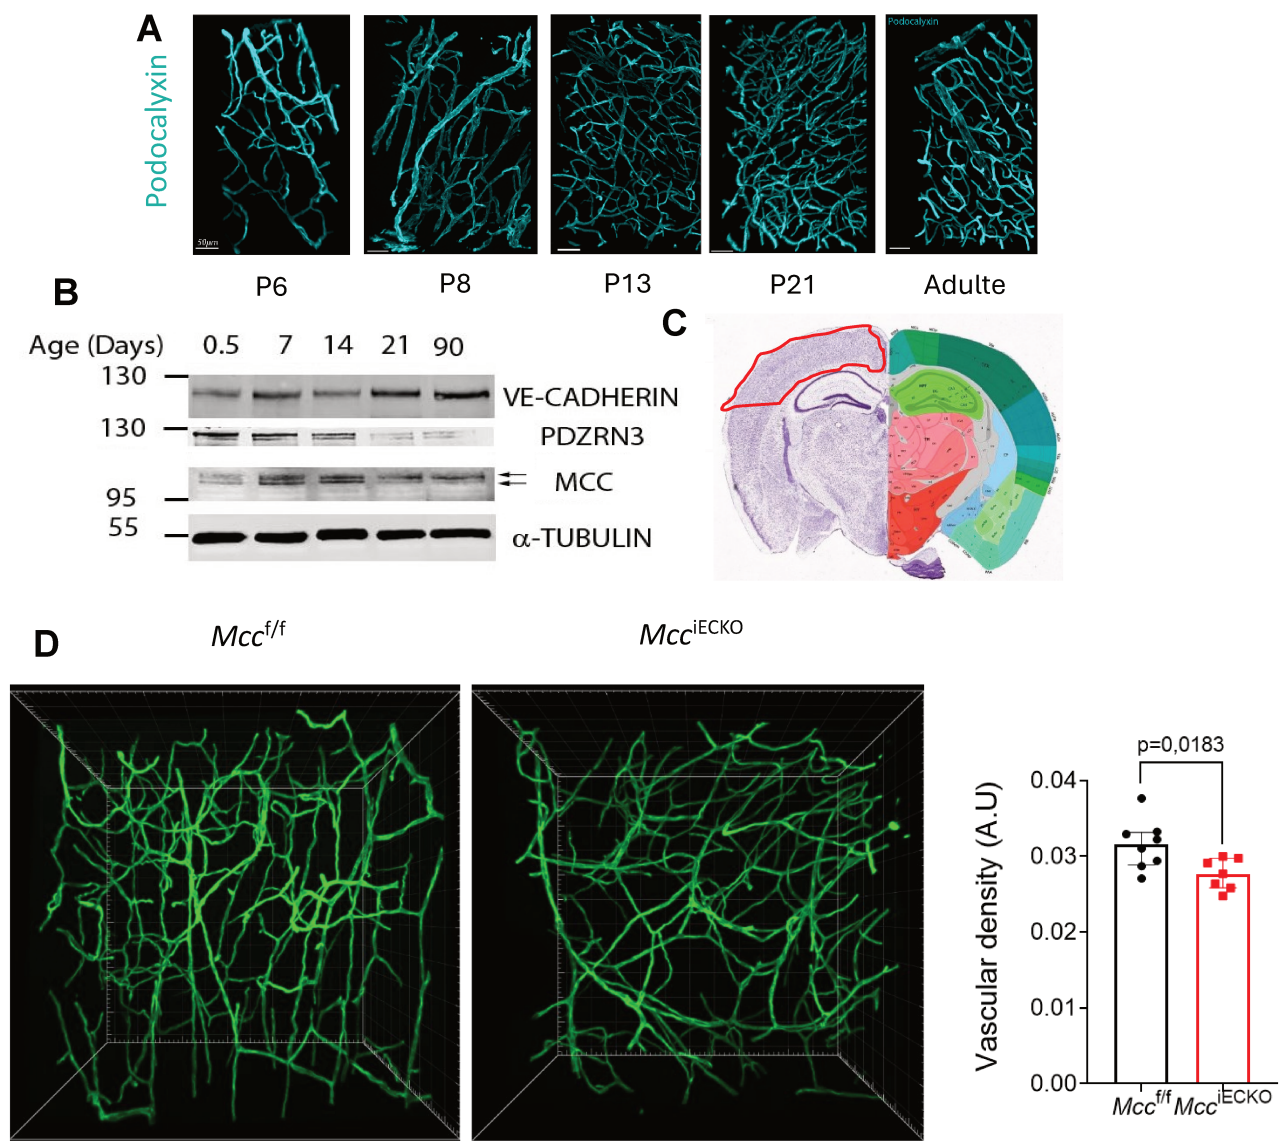 A
Podocalyxin
Podocalyxin
50µm
P6
P8
P13
P21
Adulte
B
Age (Days) 0.5 7 14 21 90
130
VE-CADHERIN
130
PDZRN3
MCC
95
55
α-TUBULIN
C
D
Mcc f/f
Mcc iECKO
p=0,0183
Vascular density (A.U)
0.04
0.03
0.02
0.01
0.00
Mcc f/f Mcc iECKO